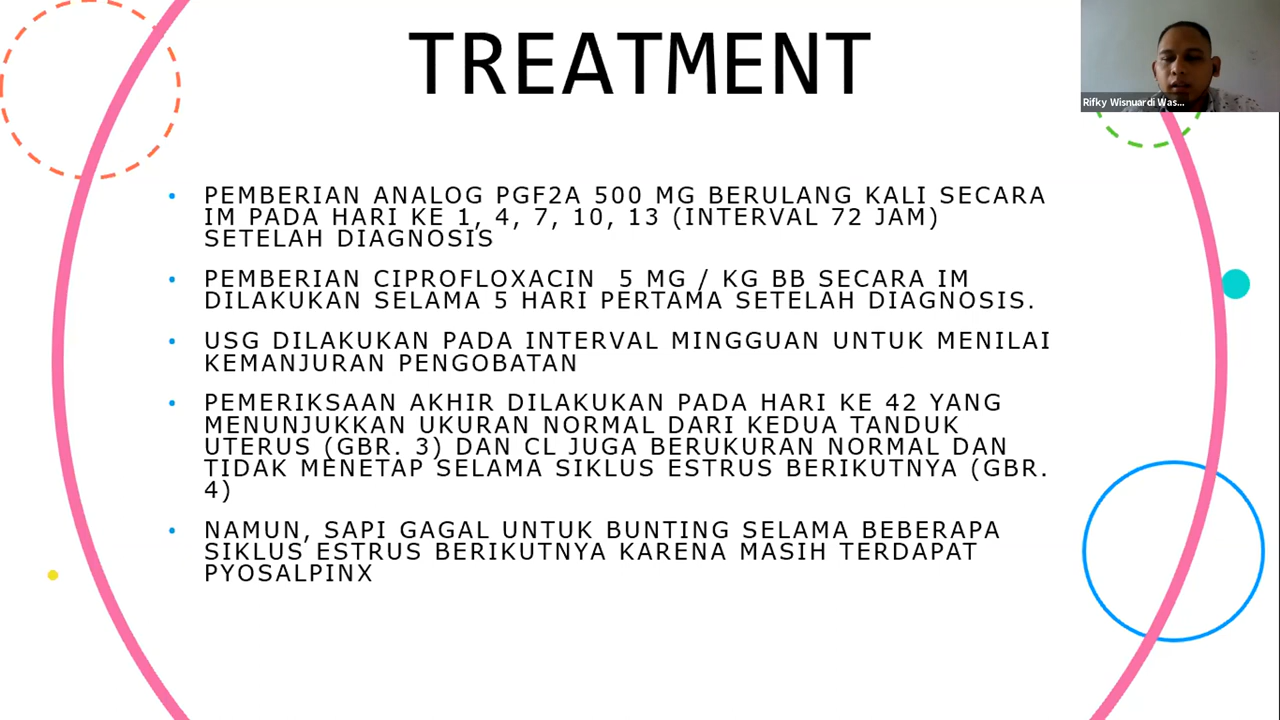 TREATMENT
Rifky Wisnuardi Was...
• PEMBERIAN ANALOG PGF2A 500 MG BERULANG KALI SECARA
IM PADA HARI KE 1, 4, 7, 10, 13 (INTERVAL 72 JAM)
SETELAH DIAGNOSIS
• PEMBERIAN CIPROFLOXACIN 5 MG / KG BB SECARA IM
DILAKUKAN SELAMA 5 HARI PERTAMA SETELAH DIAGNOSIS.
• USG DILAKUKAN PADA INTERVAL MINGGUAN UNTUK MENILAI
KEMANJURAN PENGOBATAN
• PEMERIKSAAN AKHIR DILAKUKAN PADA HARI KE 42 YANG
MENUNJUKKAN UKURAN NORMAL DARI KEDUA TANDUK
UTERUS (GBR. 3) DAN CL JUGA BERUKURAN NORMAL DAN
TIDAK MENETAP SELAMA SIKLUS ESTRUS BERIKUTNYA (GBR.
4)
• NAMUN, SAPI GAGAL UNTUK BUNTING SELAMA BEBERAPA
SIKLUS ESTRUS BERIKUTNYA KARENA MASIH TERDAPAT
PYOSALPINX